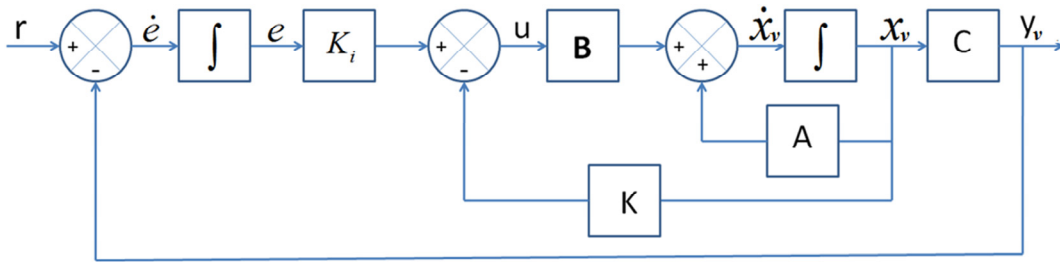 r + - ė ∫ e Kᵢ + - u B + + ẋᵥ ∫ xᵥ C yᵥ
A
K